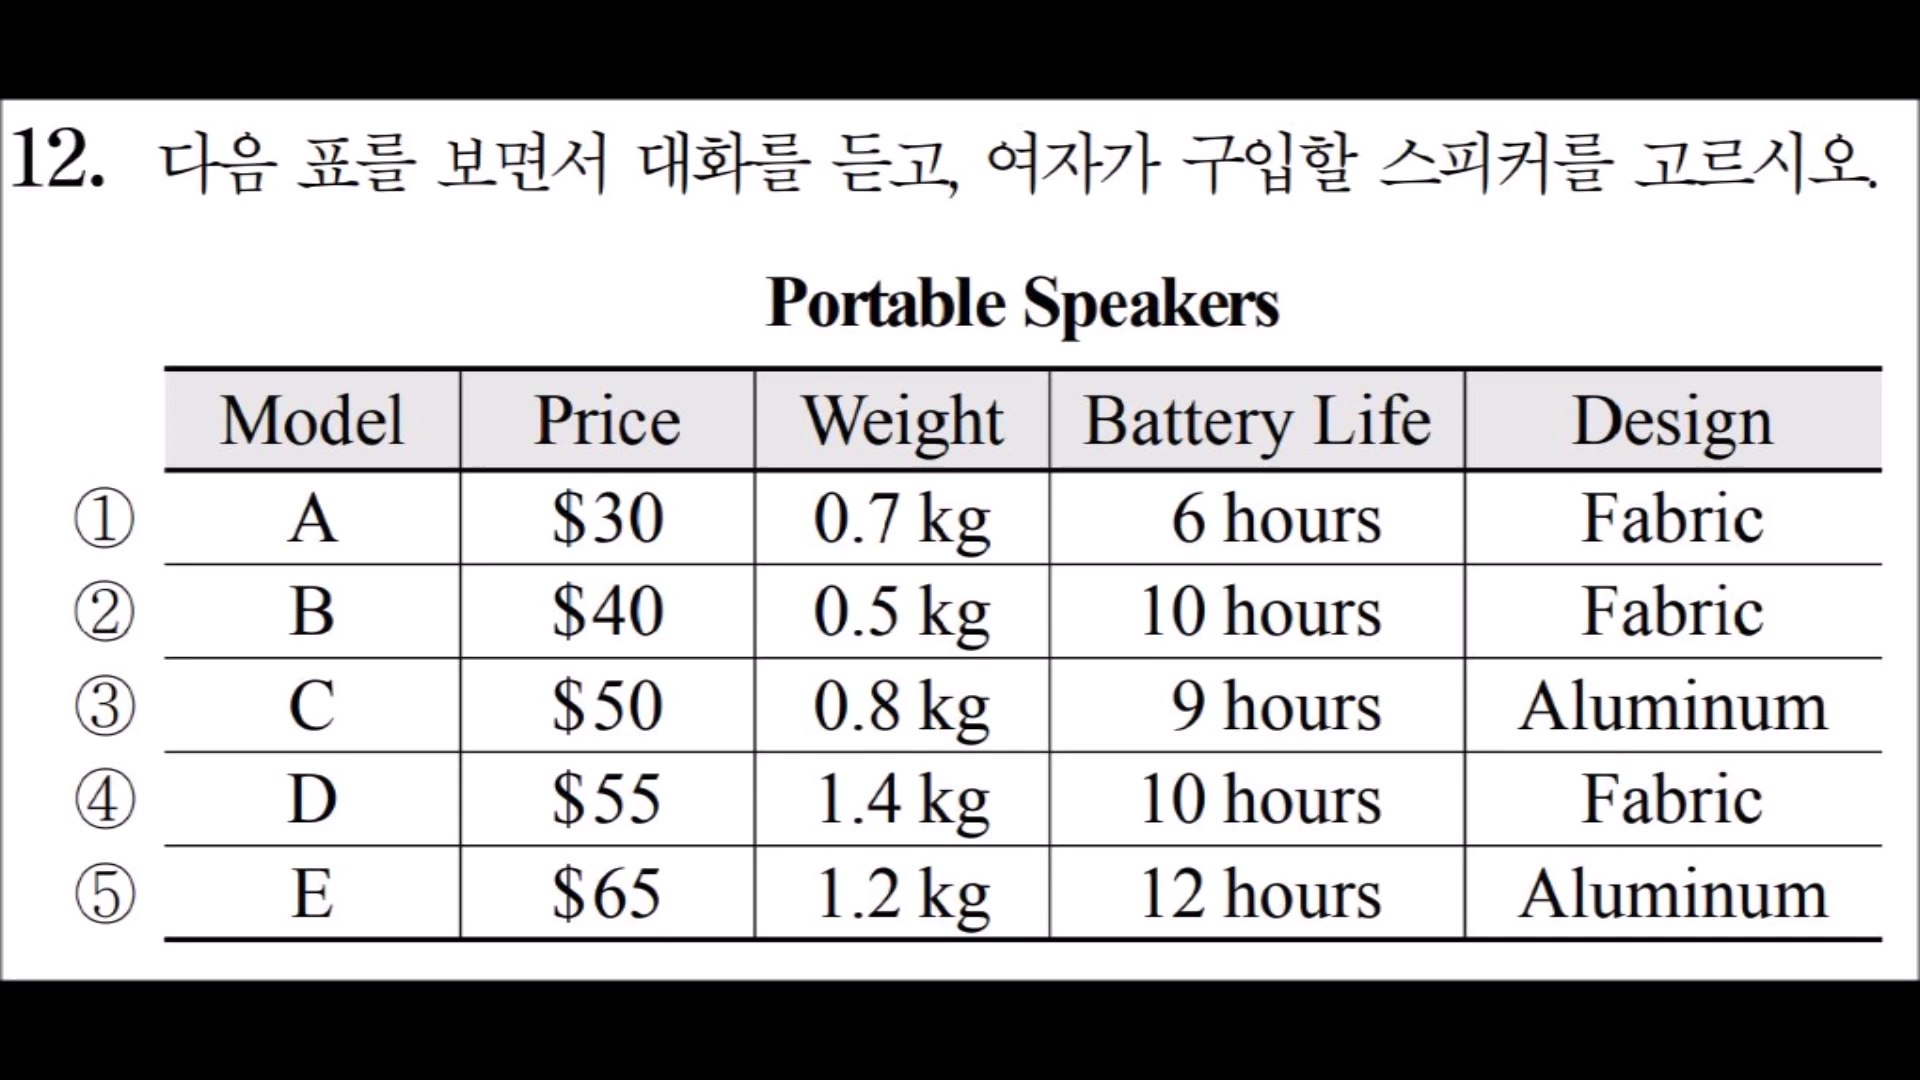 12. 다음 표를 보면서 대화를 듣고, 여자가 구입할 스피커를 고르시오.
Portable Speakers
Model Price Weight Battery Life Design
① A $30 0.7 kg 6 hours Fabric
② B $40 0.5 kg 10 hours Fabric
③ C $50 0.8 kg 9 hours Aluminum
④ D $55 1.4 kg 10 hours Fabric
⑤ E $65 1.2 kg 12 hours Aluminum